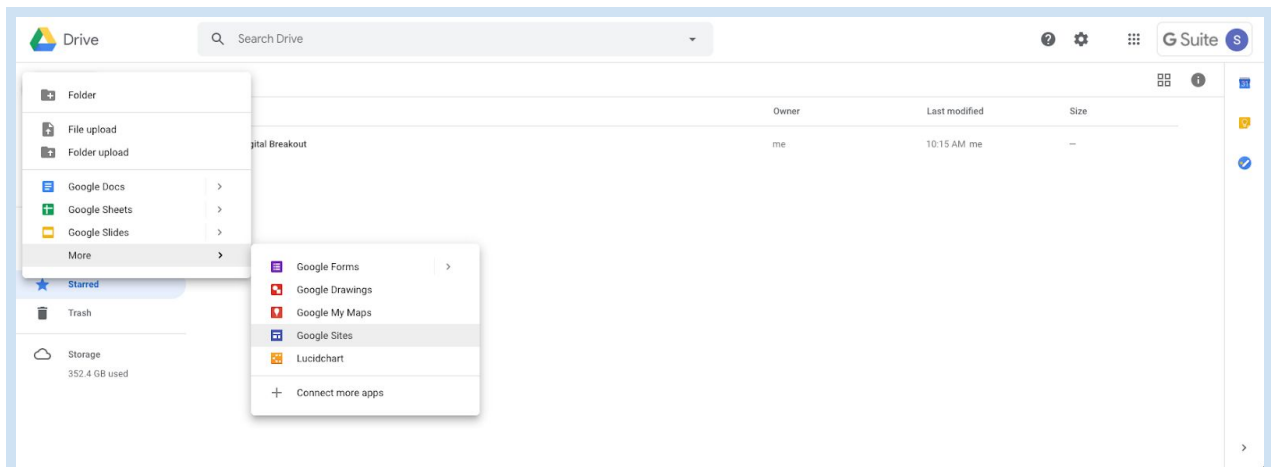 Drive
Search Drive
G Suite
S
Folder
File upload
Folder upload
Google Docs
Google Sheets
Google Slides
More
Starred
Trash
Storage
352.4 GB used
Owner
Last modified
Size
gital Breakout
me
10:15 AM me
—
Google Forms
Google Drawings
Google My Maps
Google Sites
Lucidchart
Connect more apps
31